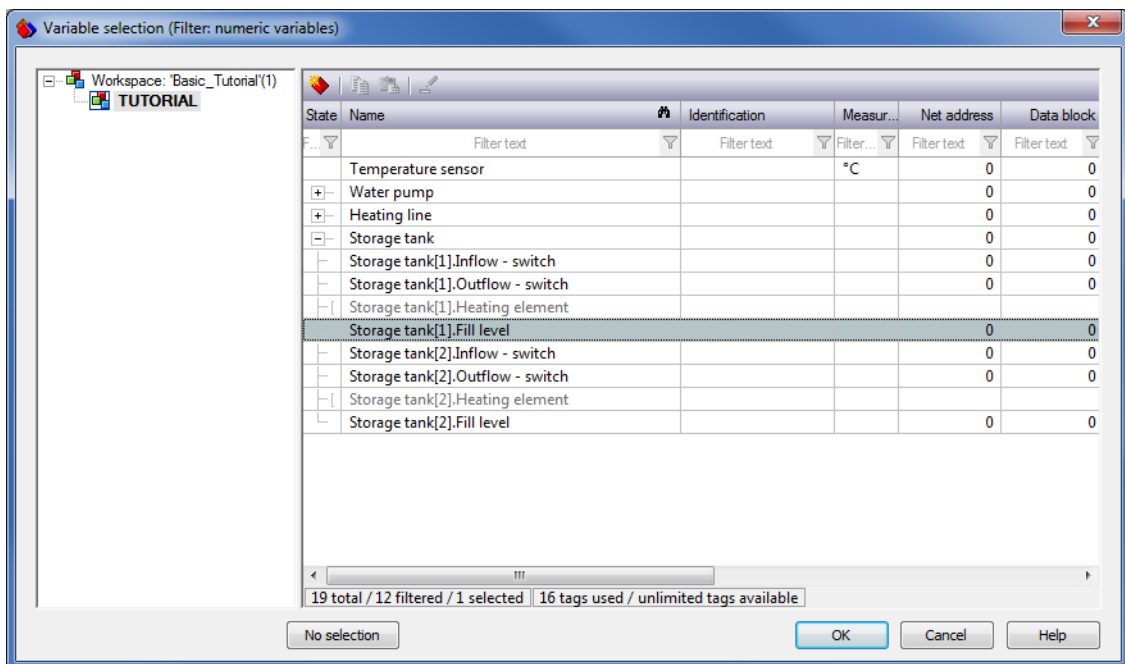 Variable selection (Filter: numeric variables)
x
Workspace: 'Basic_Tutorial'(1)
TUTORIAL
State Name Identification Measur... Net address Data block
F... Filter text Filter text Filter... Filter text Filter text
Temperature sensor °C 0 0
Water pump 0 0
Heating line 0 0
Storage tank 0 0
Storage tank[1].Inflow - switch 0 0
Storage tank[1].Outflow - switch 0 0
Storage tank[1].Heating element
Storage tank[1].Fill level 0 0
Storage tank[2].Inflow - switch 0 0
Storage tank[2].Outflow - switch 0 0
Storage tank[2].Heating element
Storage tank[2].Fill level 0 0
19 total / 12 filtered / 1 selected 16 tags used / unlimited tags available
No selection OK Cancel Help